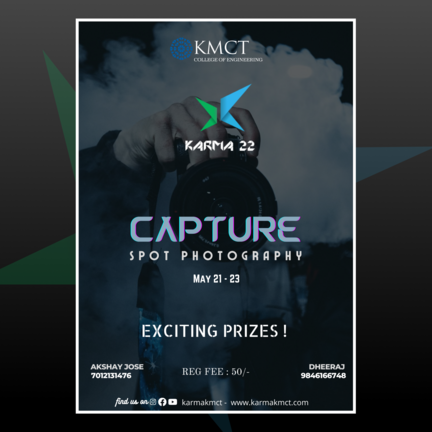 KMCT
COLLEGE OF ENGINEERING
KARMA 22
CAPTURE
SPOT PHOTOGRAPHY
MAY 21 - 23
EXCITING PRIZES !
AKSHAY JOSE
7012131476
REG FEE : 50/-
DHEERAJ
9846166748
find us on karmakmct - www.karmakmct.com